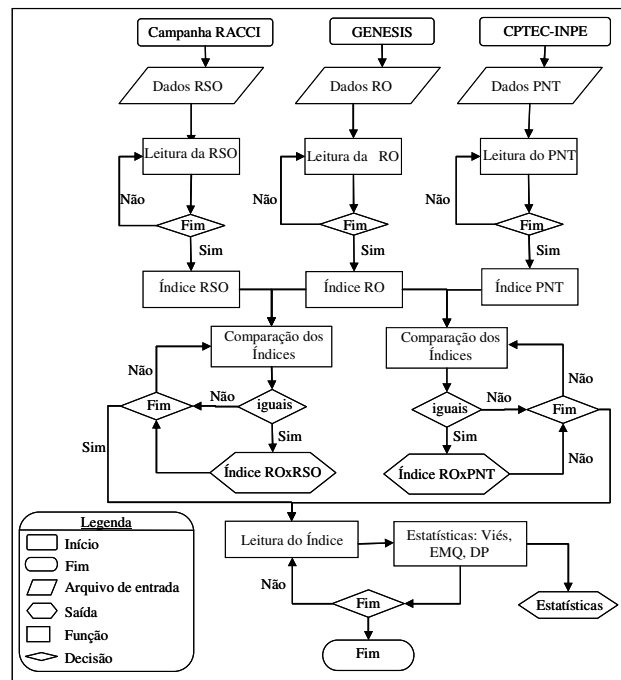 Campanha RACCI
GENESIS
CPTEC-INPE
Dados RSO
Dados RO
Dados PNT
Leitura da RSO
Leitura da RO
Leitura do PNT
Não
Não
Não
Fim
Fim
Fim
Sim
Sim
Sim
Índice RSO
Índice RO
Índice PNT
Comparação dos
Índices
Comparação dos
Índices
Não
Não
Fim
Não
iguais
iguais
Não
Fim
Sim
Sim
Sim
Sim
Índice ROxRSO
Índice ROxPNT
Não
Legenda
Início
Fim
Arquivo de entrada
Saída
Função
Decisão
Leitura do Índice
Estatísticas: Viés,
EMQ, DP
Não
Fim
Estatísticas
Fim